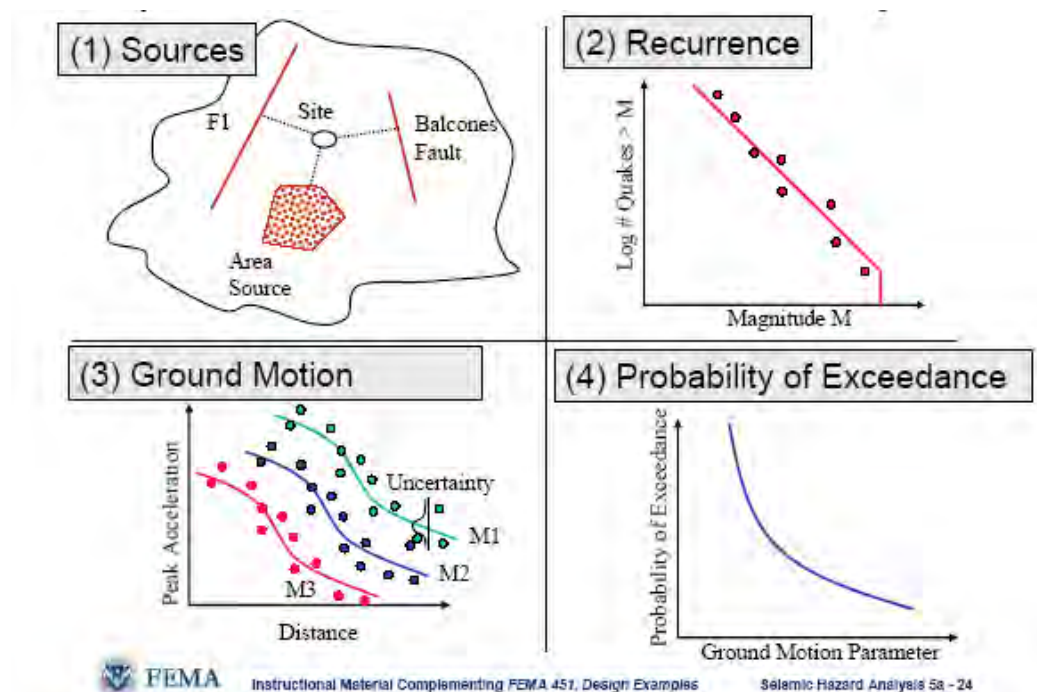 (1) Sources
F1
Site
Balcones
Fault
Area
Source
(2) Recurrence
Log # Quakes > M
Magnitude M
(3) Ground Motion
Peak Acceleration
Uncertainty
M1
M2
M3
Distance
(4) Probability of Exceedance
Probability of Exceedance
Ground Motion Parameter
FEMA
Instructional Material Complementing FEMA 451, Design Examples
Seismic Hazard Analysis 5a - 24